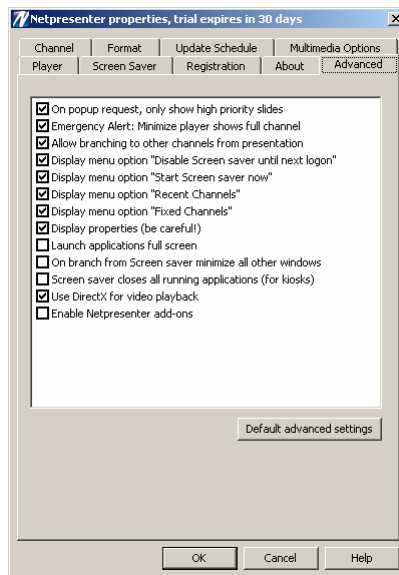 Netpresenter properties, trial expires in 30 days
Channel Format Update Schedule Multimedia Options
Player Screen Saver Registration About Advanced
On popup request, only show high priority slides
Emergency Alert: Minimize player shows full channel
Allow branching to other channels from presentation
Display menu option "Disable Screen saver until next logon"
Display menu option "Start Screen saver now"
Display menu option "Recent Channels"
Display menu option "Fixed Channels"
Display properties (be careful!)
Launch applications full screen
On branch from Screen saver minimize all other windows
Screen saver closes all running applications (for kiosks)
Use DirectX for video playback
Enable Netpresenter add-ons
Default advanced settings
OK Cancel Help